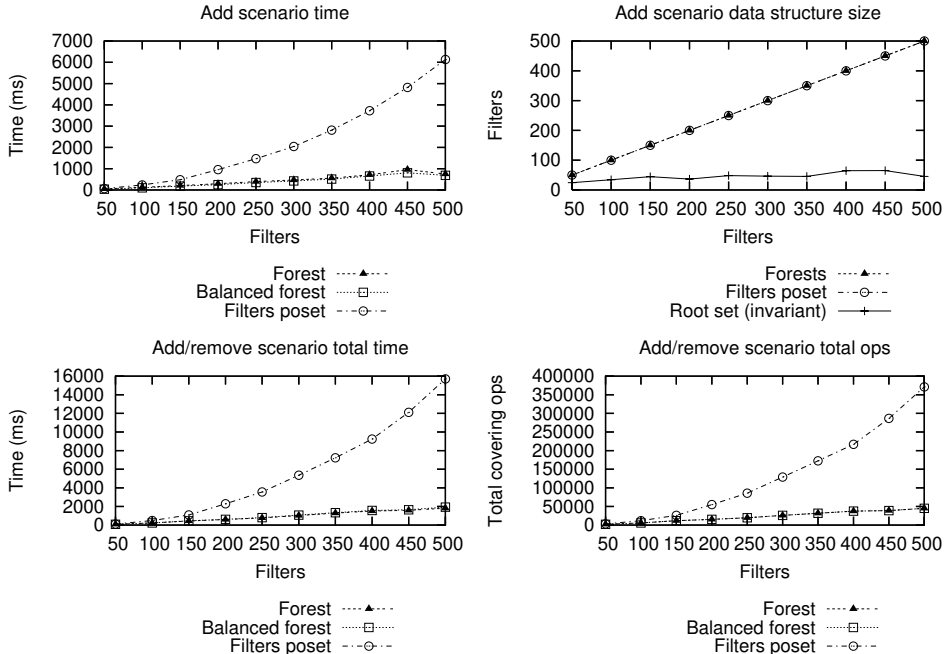 Add scenario time
7000
6000
5000
4000
3000
2000
1000
0
Time (ms)
50 100 150 200 250 300 350 400 450 500
Filters
Forest
Balanced forest
Filters poset
Add scenario data structure size
500
400
300
200
100
0
Filters
50 100 150 200 250 300 350 400 450 500
Filters
Forests
Filters poset
Root set (invariant)
Add/remove scenario total time
16000
14000
12000
10000
8000
6000
4000
2000
0
Time (ms)
50 100 150 200 250 300 350 400 450 500
Filters
Forest
Balanced forest
Filters poset
Add/remove scenario total ops
400000
350000
300000
250000
200000
150000
100000
50000
0
Total covering ops
50 100 150 200 250 300 350 400 450 500
Filters
Forest
Balanced forest
Filters poset